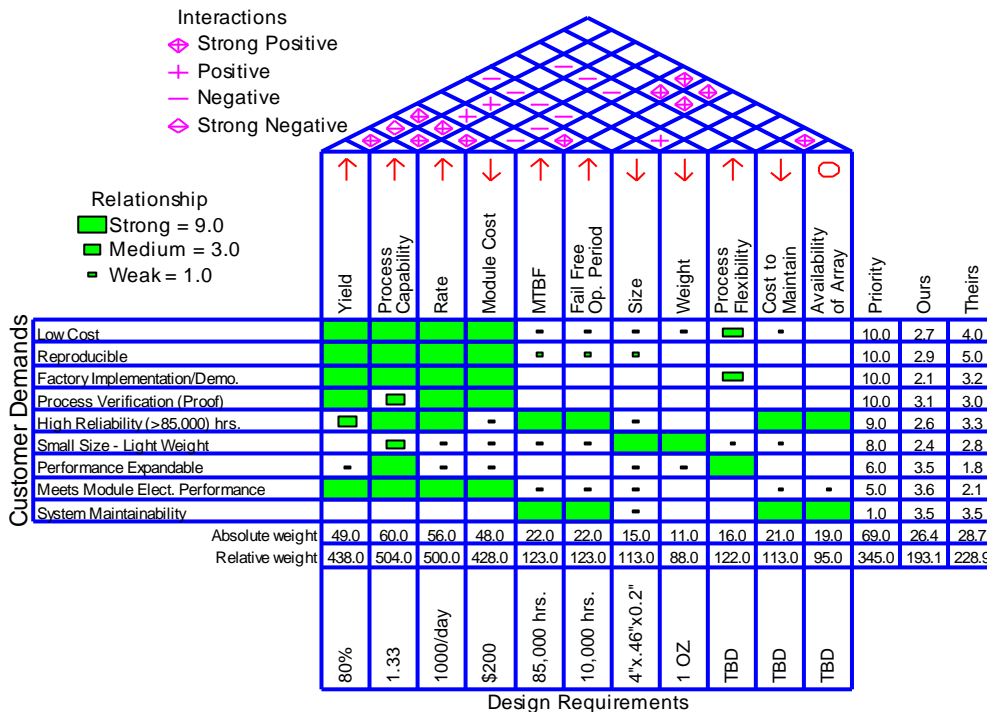 Interactions
Strong Positive
Positive
Negative
Strong Negative
Relationship
Strong = 9.0
Medium = 3.0
Weak = 1.0
Yield
Process Capability
Rate
Module Cost
MTBF
Fail Free Op. Period
Size
Weight
Process Flexibility
Cost to Maintain
Availability of Array
Priority
Ours
Theirs
Customer Demands
Low Cost 10.0 2.7 4.0
Reproducible 10.0 2.9 5.0
Factory Implementation/Demo. 10.0 2.1 3.2
Process Verification (Proof) 10.0 3.1 3.0
High Reliability (>85,000) hrs. 9.0 2.6 3.3
Small Size - Light Weight 8.0 2.4 2.8
Performance Expandable 6.0 3.5 1.8
Meets Module Elect. Performance 5.0 3.6 2.1
System Maintainability 1.0 3.5 3.5
Absolute weight 49.0 60.0 56.0 48.0 22.0 22.0 15.0 11.0 16.0 21.0 19.0 69.0 26.4 28.7
Relative weight 438.0 504.0 500.0 428.0 123.0 123.0 113.0 88.0 122.0 113.0 95.0 345.0 193.1 228.9
80%
1.33
1000/day
$200
85,000 hrs.
10,000 hrs.
4"x.46"x0.2"
1 OZ
TBD
TBD
TBD
Design Requirements